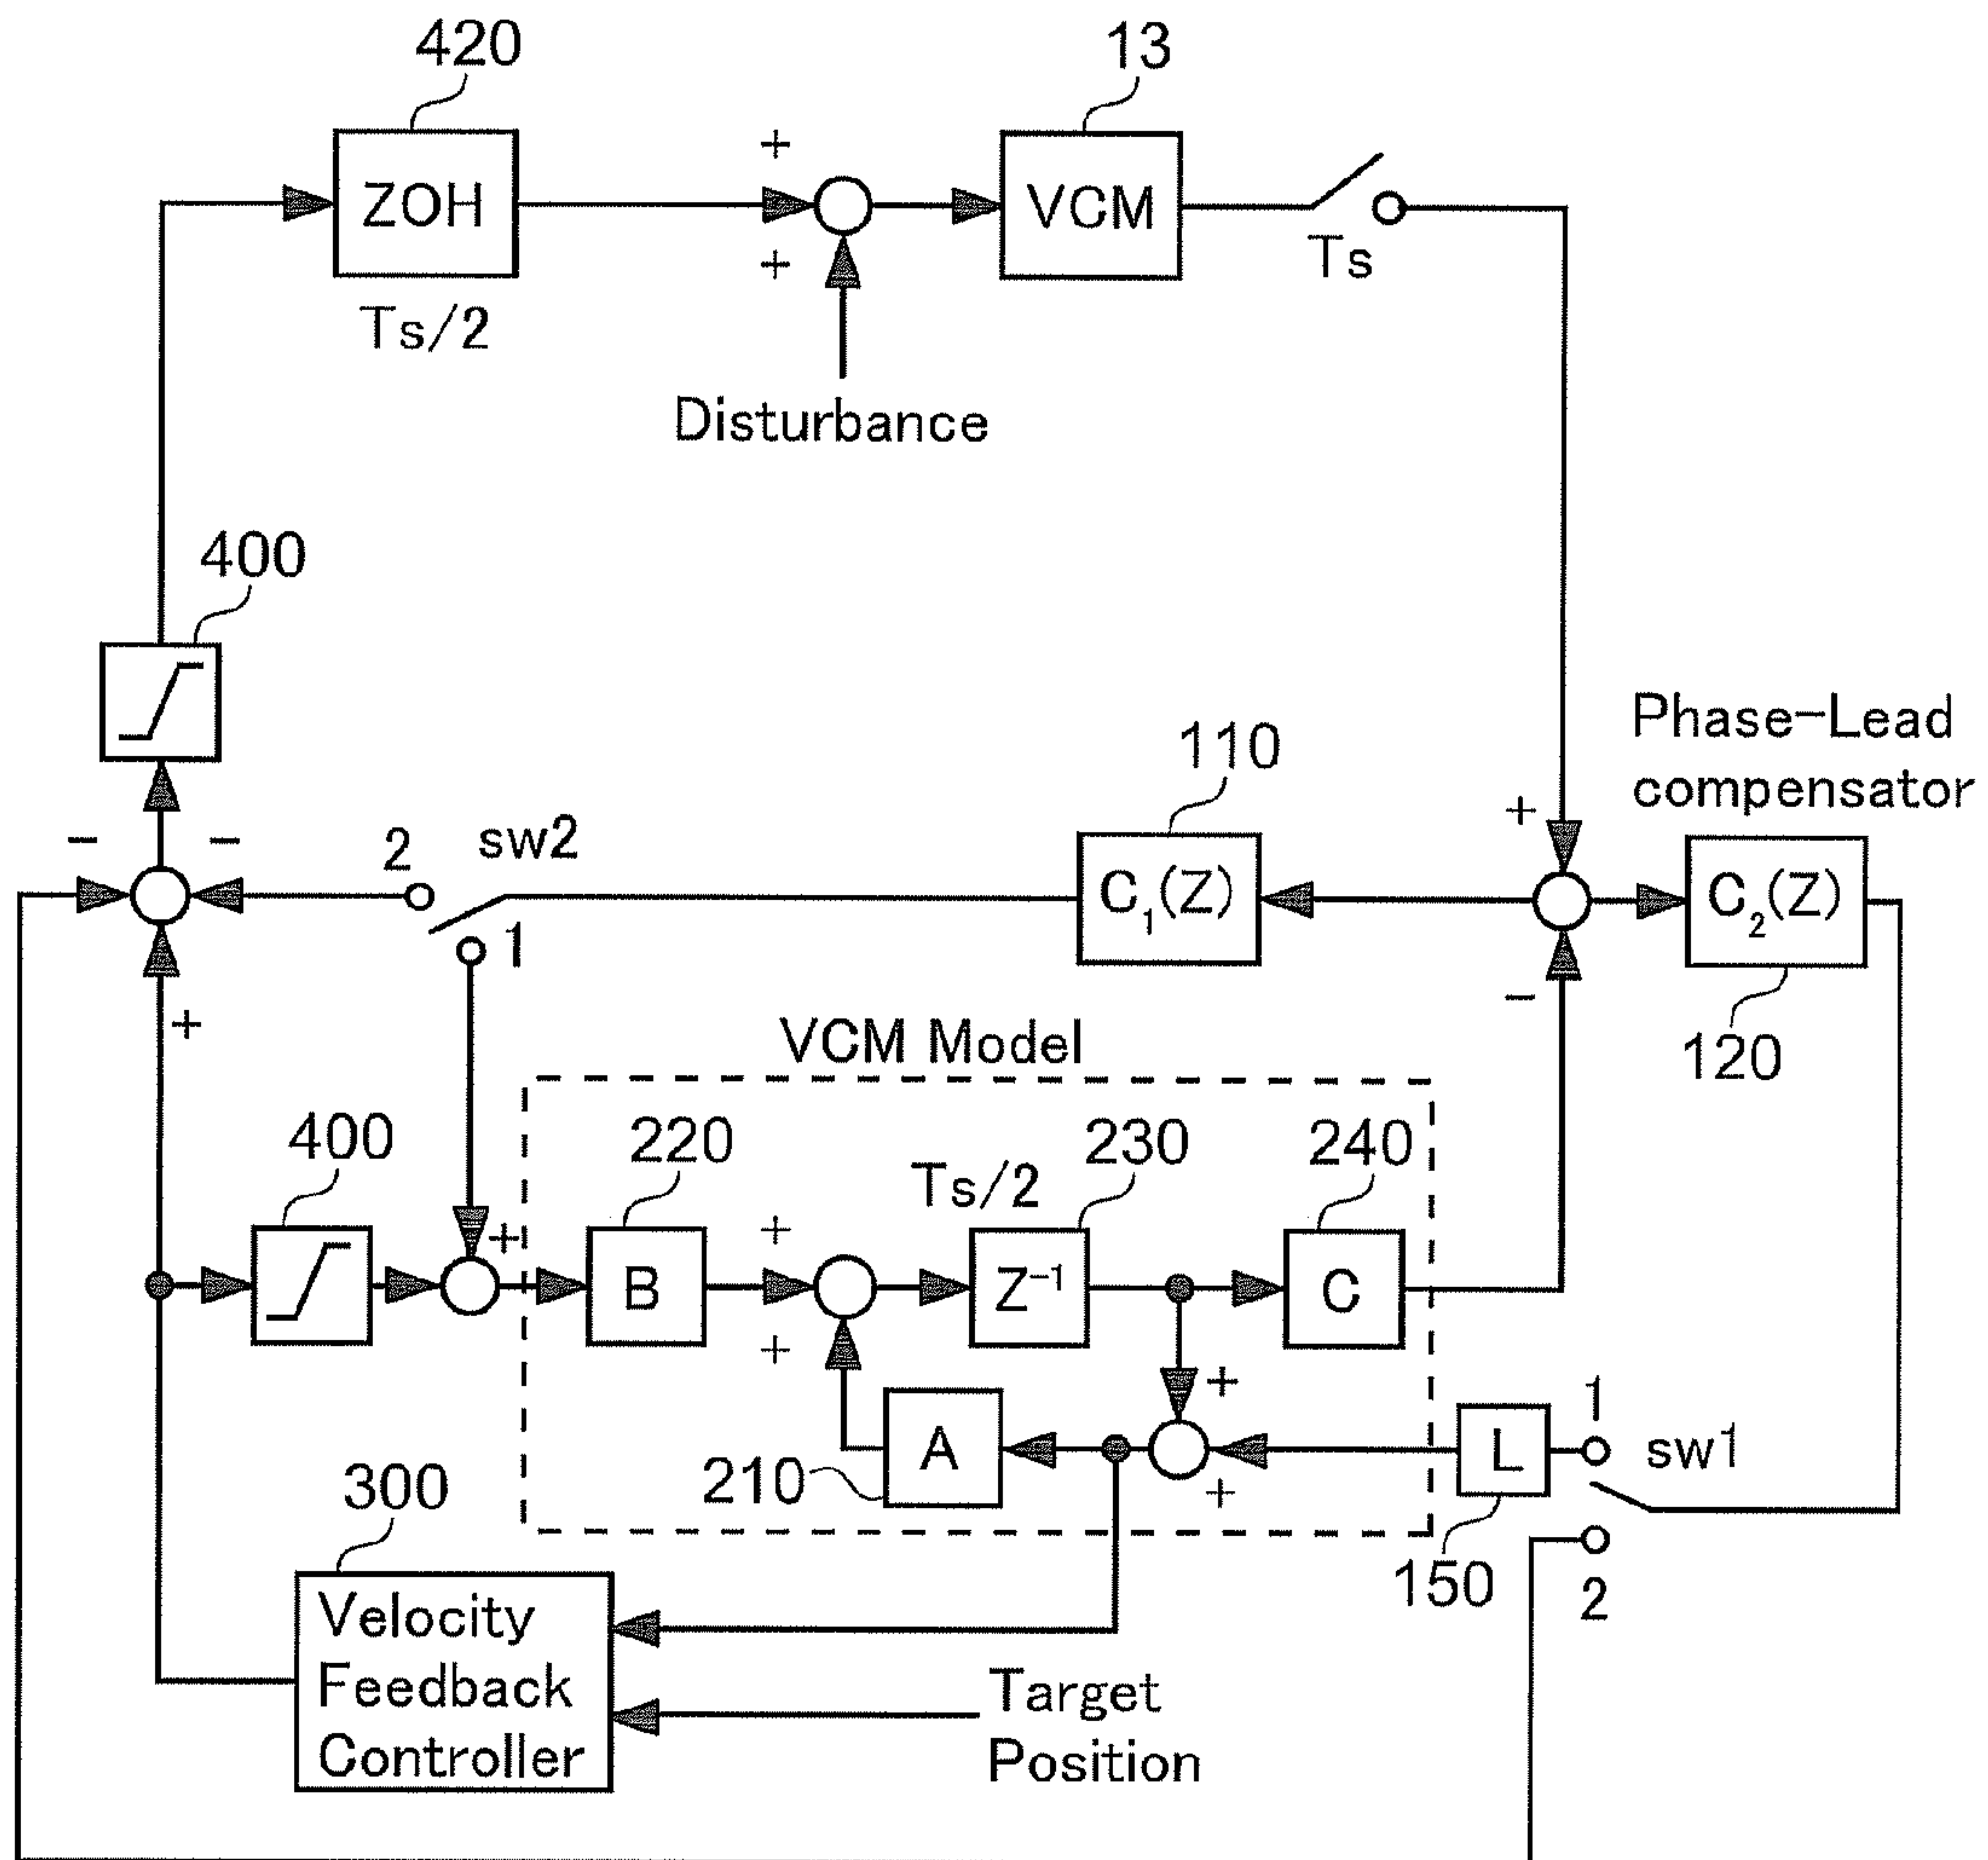 420
13
+
ZOH
VCM
+
Ts
Ts/2
Disturbance
400
Phase-Lead
compensator
110
+
- -
2
sw2
C₁(Z)
C₂(Z)
1
-
+
VCM Model
120
400
220
Ts/2
230
240
+
+
B
Z⁻¹
C
+
+
1
A
L
sw1
210
+
300
150
2
Velocity
Feedback
Controller
Target
Position